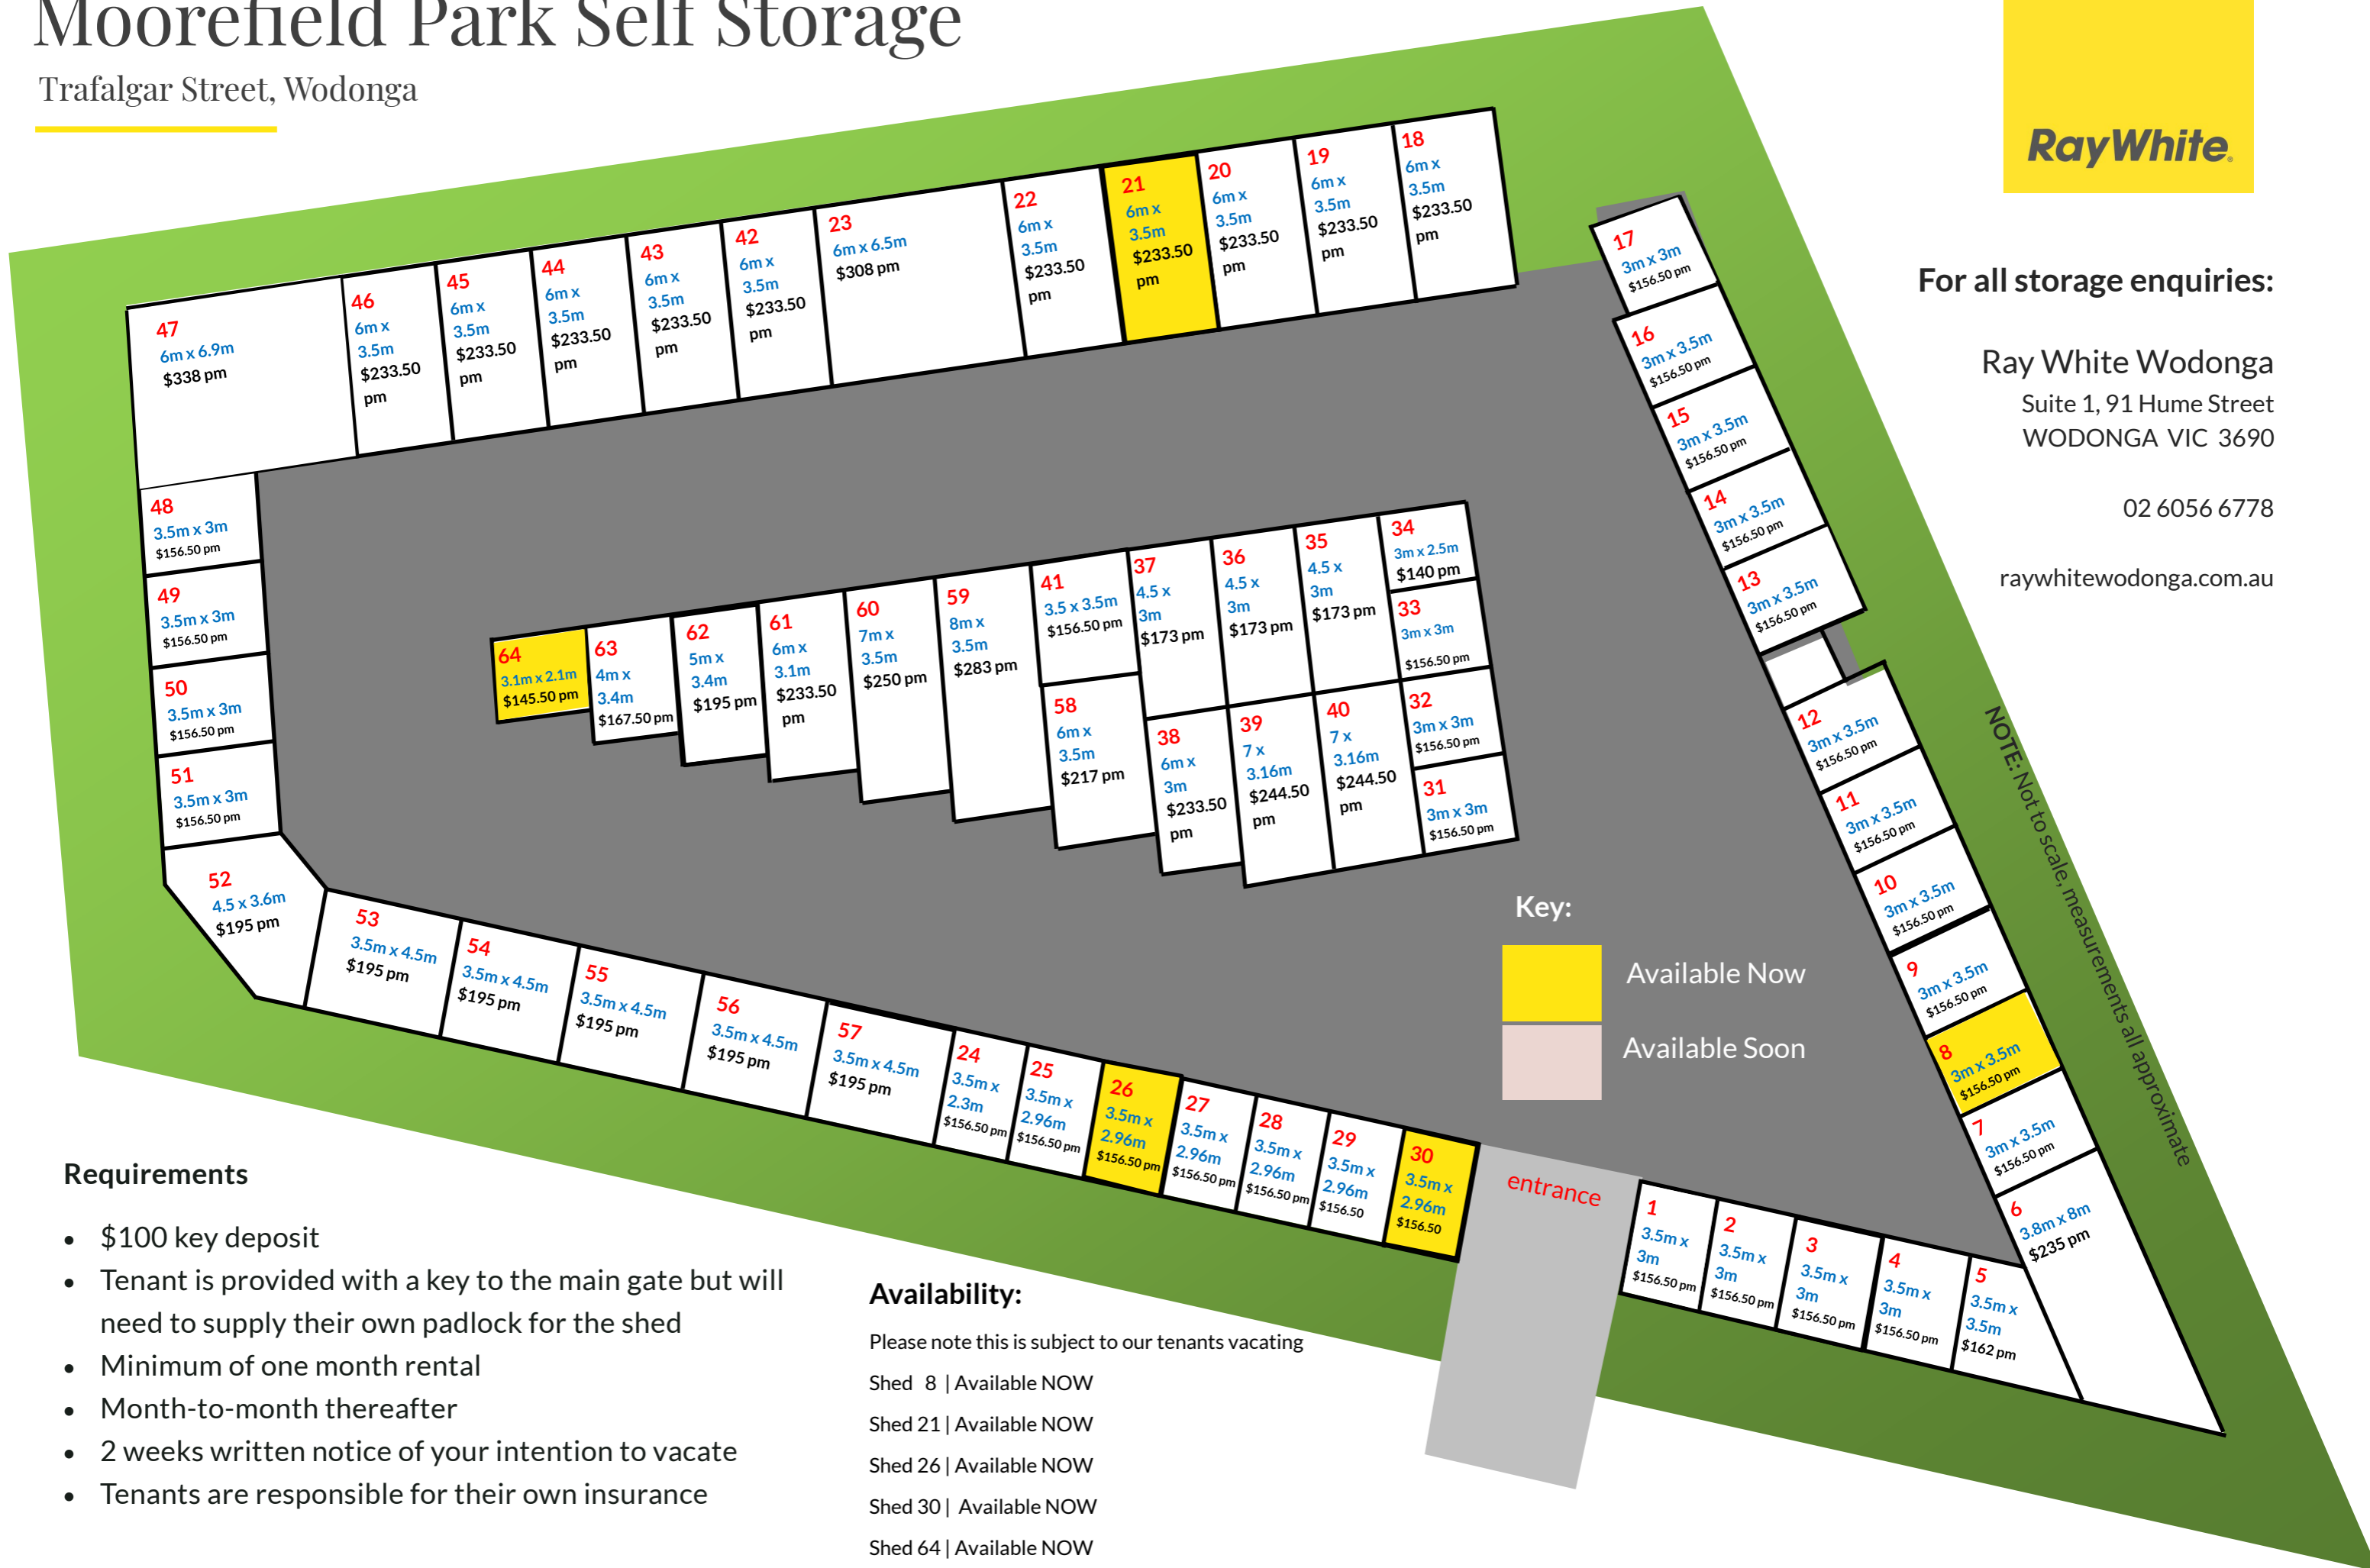 Moorefield Park Self Storage
Trafalgar Street, Wodonga
RayWhite
For all storage enquiries:
Ray White Wodonga
Suite 1, 91 Hume Street
WODONGA VIC 3690
02 6056 6778
raywhitewodonga.com.au
47
6m x 6.9m
$338 pm
46
6m x
3.5m
$233.50
pm
45
6m x
3.5m
$233.50
pm
44
6m x
3.5m
$233.50
pm
43
6m x
3.5m
$233.50
pm
42
6m x
3.5m
$233.50
pm
23
6m x 6.5m
$308 pm
22
6m x
3.5m
$233.50
pm
21
6m x
3.5m
$233.50
pm
20
6m x
3.5m
$233.50
pm
19
6m x
3.5m
$233.50
pm
18
6m x
3.5m
$233.50
pm
17
3m x 3m
$156.50 pm
16
3m x 3.5m
$156.50 pm
15
3m x 3.5m
$156.50 pm
14
3m x 3.5m
$156.50 pm
13
3m x 3.5m
$156.50 pm
12
3m x 3.5m
$156.50 pm
11
3m x 3.5m
$156.50 pm
10
3m x 3.5m
$156.50 pm
9
3m x 3.5m
$156.50 pm
8
3m x 3.5m
$156.50 pm
7
3m x 3.5m
$156.50 pm
6
3.8m x 8m
$235 pm
NOTE: Not to scale, measurements all approximate
48
3.5m x 3m
$156.50 pm
49
3.5m x 3m
$156.50 pm
50
3.5m x 3m
$156.50 pm
51
3.5m x 3m
$156.50 pm
52
4.5 x 3.6m
$195 pm
64
3.1m x 2.1m
$145.50 pm
63
4m x
3.4m
$167.50 pm
62
5m x
3.4m
$195 pm
61
6m x
3.1m
$233.50
pm
60
7m x
3.5m
$250 pm
59
8m x
3.5m
$283 pm
41
3.5 x 3.5m
$156.50 pm
58
6m x
3.5m
$217 pm
37
4.5 x
3m
$173 pm
36
4.5 x
3m
$173 pm
35
4.5 x
3m
$173 pm
34
3m x 2.5m
$140 pm
33
3m x 3m
$156.50 pm
32
3m x 3m
$156.50 pm
31
3m x 3m
$156.50 pm
38
6m x
3m
$233.50
pm
39
7 x
3.16m
$244.50
pm
40
7 x
3.16m
$244.50
pm
Key:
Available Now
Available Soon
53
3.5m x 4.5m
$195 pm
54
3.5m x 4.5m
$195 pm
55
3.5m x 4.5m
$195 pm
56
3.5m x 4.5m
$195 pm
57
3.5m x 4.5m
$195 pm
24
3.5m x
2.3m
$156.50 pm
25
3.5m x
2.96m
$156.50 pm
26
3.5m x
2.96m
$156.50 pm
27
3.5m x
2.96m
$156.50 pm
28
3.5m x
2.96m
$156.50 pm
29
3.5m x
2.96m
$156.50
30
3.5m x
2.96m
$156.50
entrance
1
3.5m x
3m
$156.50 pm
2
3.5m x
3m
$156.50 pm
3
3.5m x
3m
$156.50 pm
4
3.5m x
3m
$156.50 pm
5
3.5m x
3.5m
$162 pm
Requirements
• $100 key deposit
• Tenant is provided with a key to the main gate but will
need to supply their own padlock for the shed
• Minimum of one month rental
• Month-to-month thereafter
• 2 weeks written notice of your intention to vacate
• Tenants are responsible for their own insurance
Availability:
Please note this is subject to our tenants vacating
Shed 8 | Available NOW
Shed 21 | Available NOW
Shed 26 | Available NOW
Shed 30 | Available NOW
Shed 64 | Available NOW